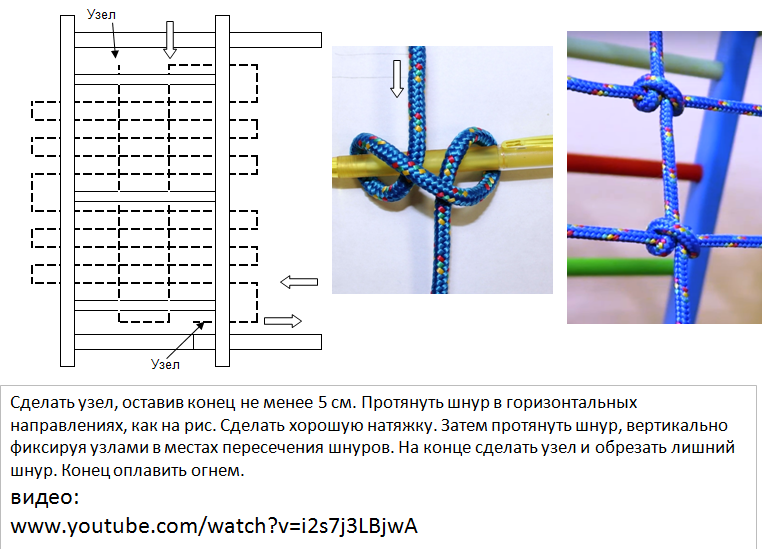 Узел
Узел
Сделать узел, оставив конец не менее 5 см. Протянуть шнур в горизонтальных
направлениях, как на рис. Сделать хорошую натяжку. Затем протянуть шнур, вертикально
фиксируя узлами в местах пересечения шнуров. На конце сделать узел и обрезать лишний
шнур. Конец оплавить огнем.
видео:
www.youtube.com/watch?v=i2s7j3LBjwA